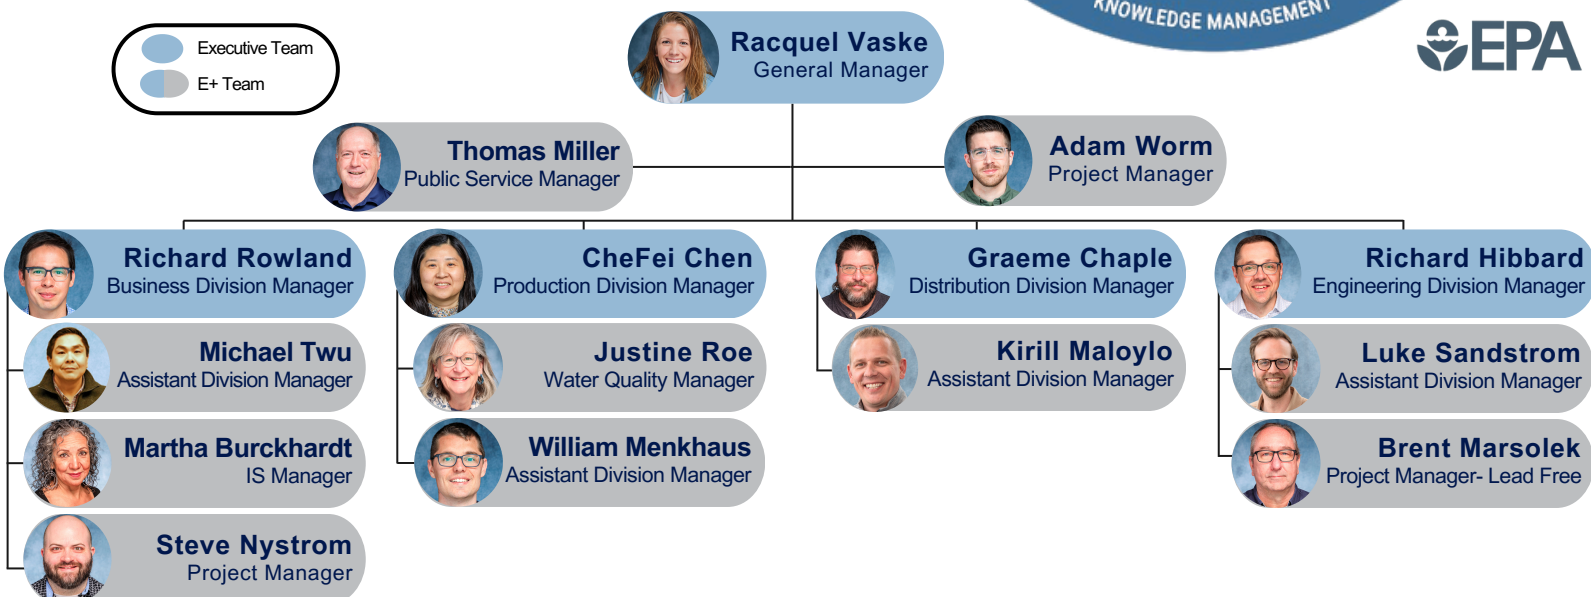 KNOWLEDGE MANAGEMENT
EPA
Executive Team
E+ Team
Racquel Vaske
General Manager
Thomas Miller
Public Service Manager
Adam Worm
Project Manager
Richard Rowland
Business Division Manager
CheFei Chen
Production Division Manager
Graeme Chaple
Distribution Division Manager
Richard Hibbard
Engineering Division Manager
Michael Twu
Assistant Division Manager
Justine Roe
Water Quality Manager
Kirill Maloylo
Assistant Division Manager
Luke Sandstrom
Assistant Division Manager
Martha Burckhardt
IS Manager
William Menkhaus
Assistant Division Manager
Brent Marsolek
Project Manager- Lead Free
Steve Nystrom
Project Manager